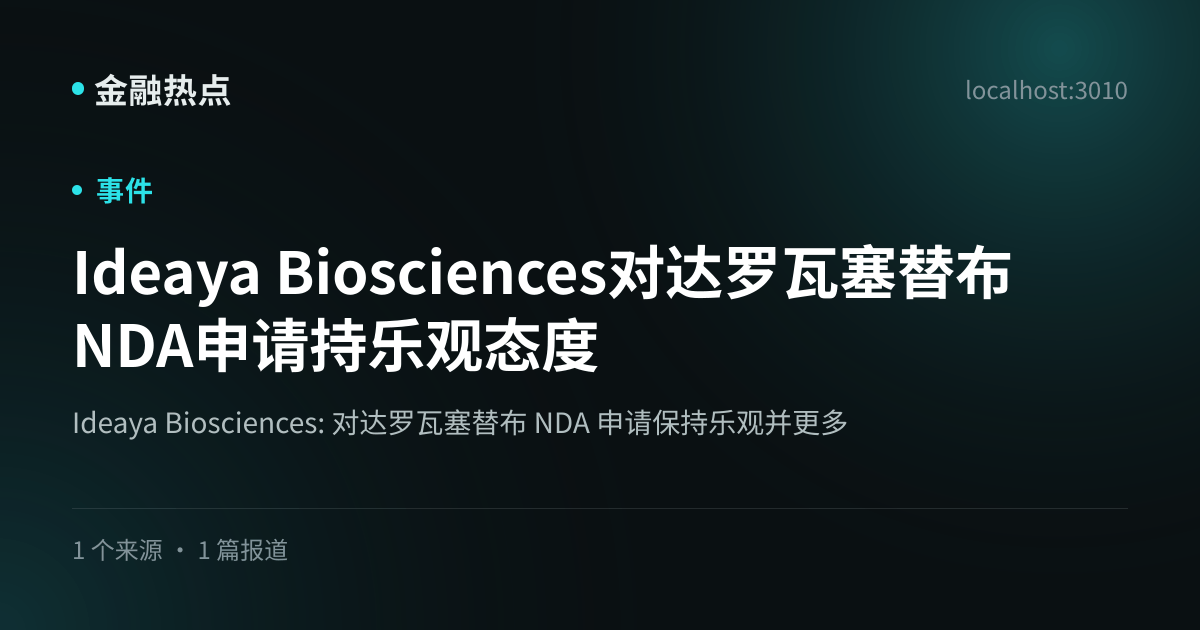 金融热点
localhost:3010
事件
Ideaya Biosciences对达罗瓦塞替布
NDA申请持乐观态度
Ideaya Biosciences: 对达罗瓦塞替布 NDA 申请保持乐观并更多
1 个来源 • 1 篇报道